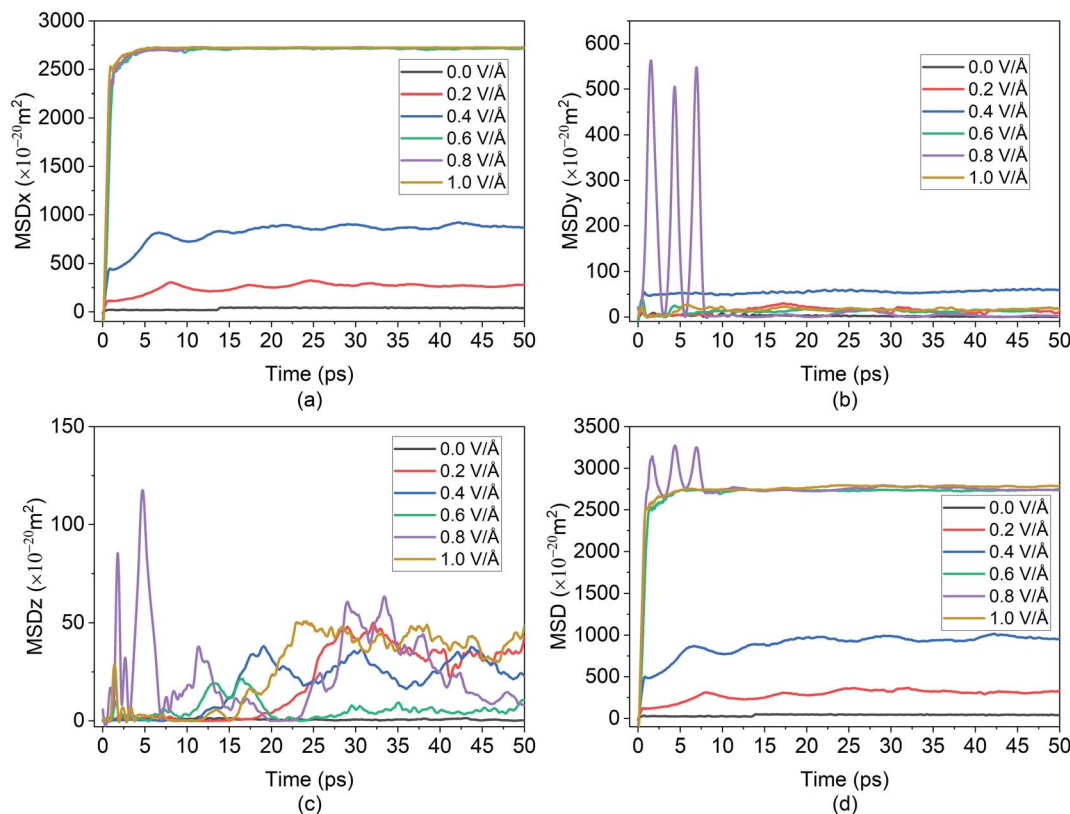 3000
2500
2000
1500
1000
500
0
MSDx (×10⁻²⁰m²)
0.0 V/Å
0.2 V/Å
0.4 V/Å
0.6 V/Å
0.8 V/Å
1.0 V/Å
0 5 10 15 20 25 30 35 40 45 50
Time (ps)
(a)
600
500
400
300
200
100
0
MSDy (×10⁻²⁰m²)
0.0 V/Å
0.2 V/Å
0.4 V/Å
0.6 V/Å
0.8 V/Å
1.0 V/Å
0 5 10 15 20 25 30 35 40 45 50
Time (ps)
(b)
150
100
50
0
MSDz (×10⁻²⁰m²)
0.0 V/Å
0.2 V/Å
0.4 V/Å
0.6 V/Å
0.8 V/Å
1.0 V/Å
0 5 10 15 20 25 30 35 40 45 50
Time (ps)
(c)
3500
3000
2500
2000
1500
1000
500
0
MSD (×10⁻²⁰m²)
0.0 V/Å
0.2 V/Å
0.4 V/Å
0.6 V/Å
0.8 V/Å
1.0 V/Å
0 5 10 15 20 25 30 35 40 45 50
Time (ps)
(d)